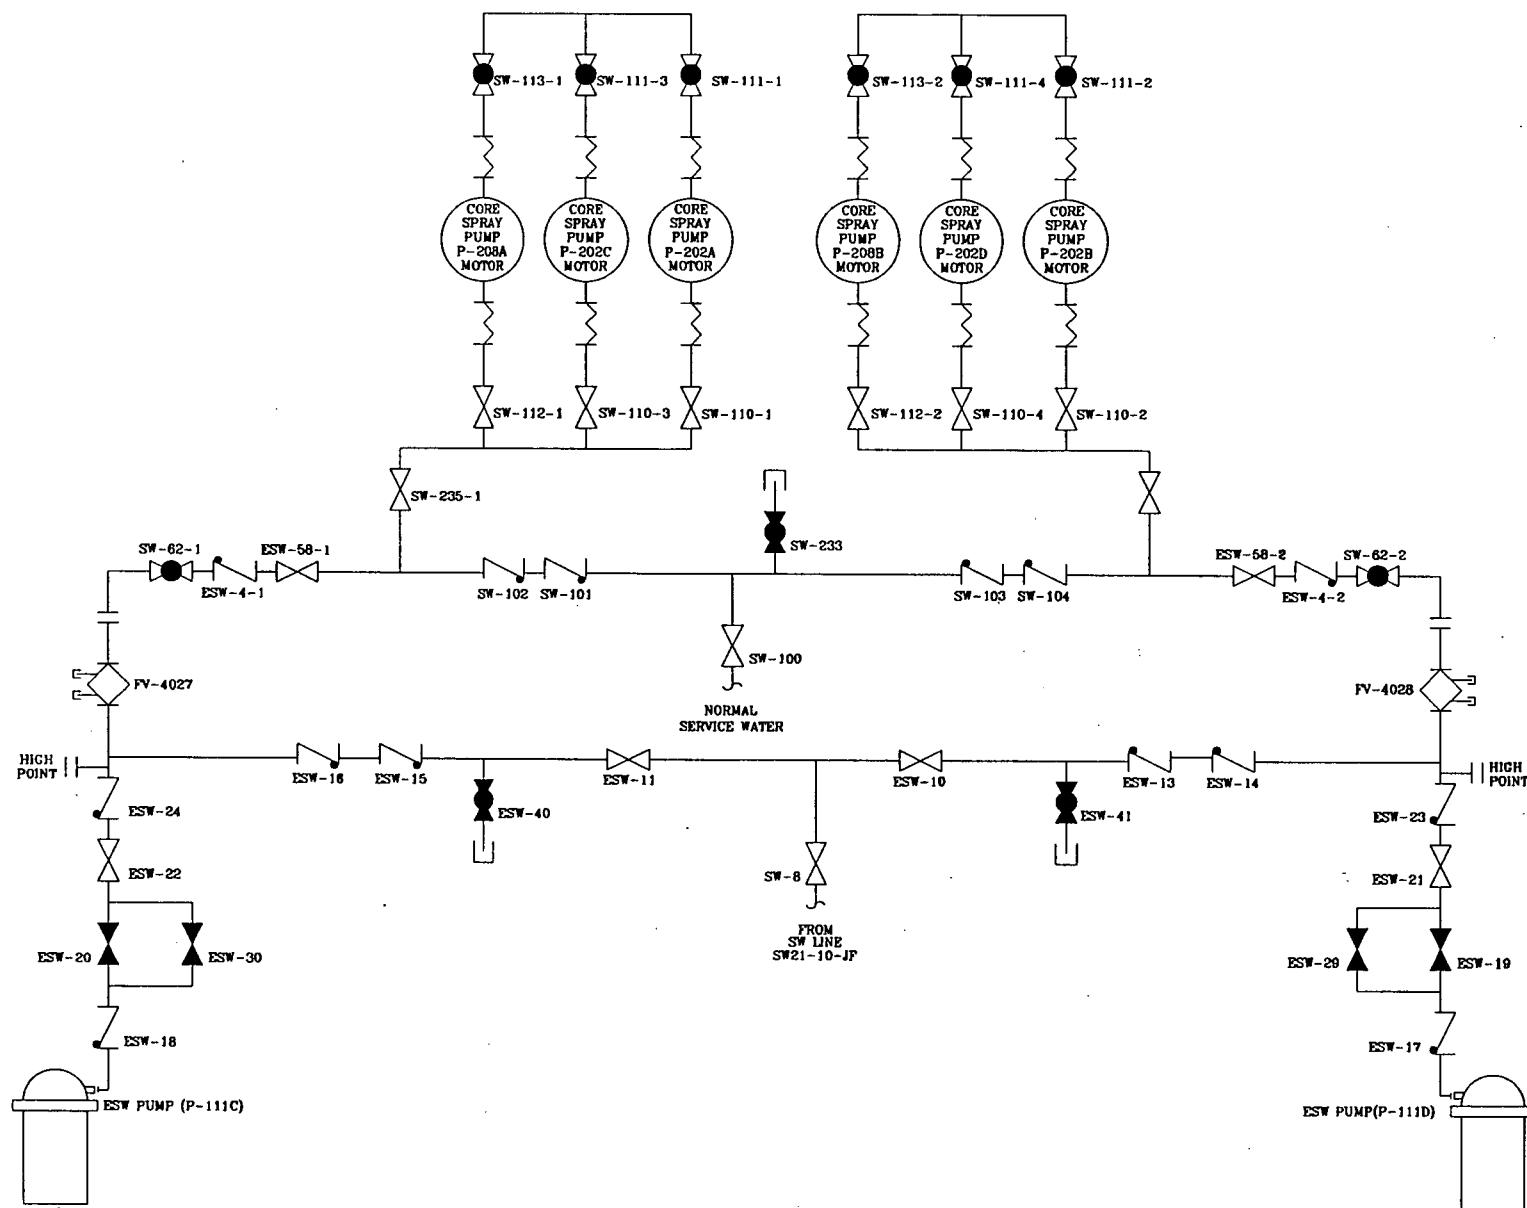 SW-113-1
SW-111-3
SW-111-1
SW-113-2
SW-111-4
SW-111-2
CORE
SPRAY
PUMP
P-208A
MOTOR
CORE
SPRAY
PUMP
P-202C
MOTOR
CORE
SPRAY
PUMP
P-202A
MOTOR
CORE
SPRAY
PUMP
P-208B
MOTOR
CORE
SPRAY
PUMP
P-202D
MOTOR
CORE
SPRAY
PUMP
P-202B
MOTOR
SW-112-1
SW-110-3
SW-110-1
SW-112-2
SW-110-4
SW-110-2
SW-235-1
SW-62-1
ESW-58-1
SW-233
ESW-58-2
SW-62-2
ESW-4-1
SW-102
SW-101
SW-103
SW-104
ESW-4-2
SW-100
FV-4027
FV-4028
NORMAL
SERVICE WATER
HIGH
POINT
ESW-16
ESW-15
ESW-11
ESW-10
ESW-13
ESW-14
HIGH
POINT
ESW-24
ESW-40
ESW-41
ESW-23
ESW-22
SW-8
ESW-21
FROM
SW LINE
SW21-10-JF
ESW-20
ESW-30
ESW-29
ESW-19
ESW-18
ESW-17
ESW PUMP (P-111C)
ESW PUMP(P-111D)